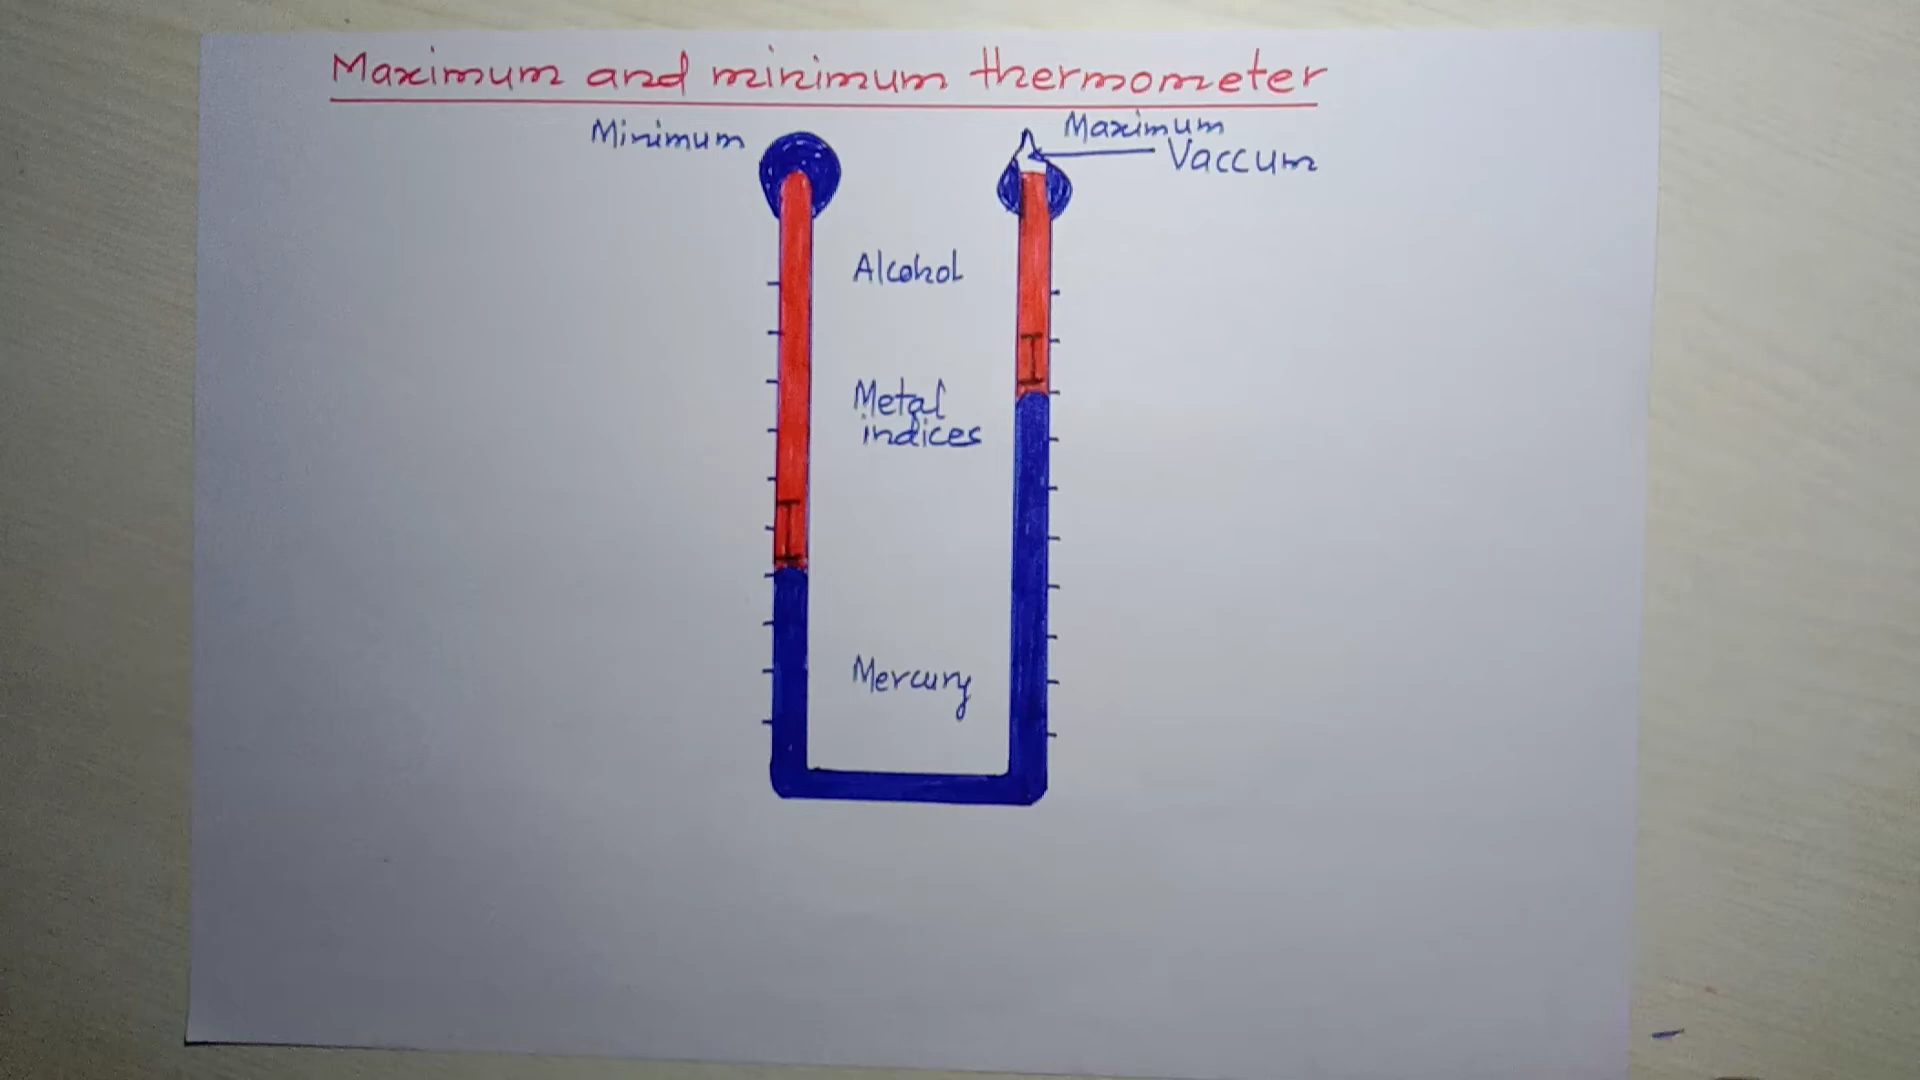 Maximum and minimum thermometer
Minimum
Maximum
Vaccum
Alcohol
Metal
indices
Mercury